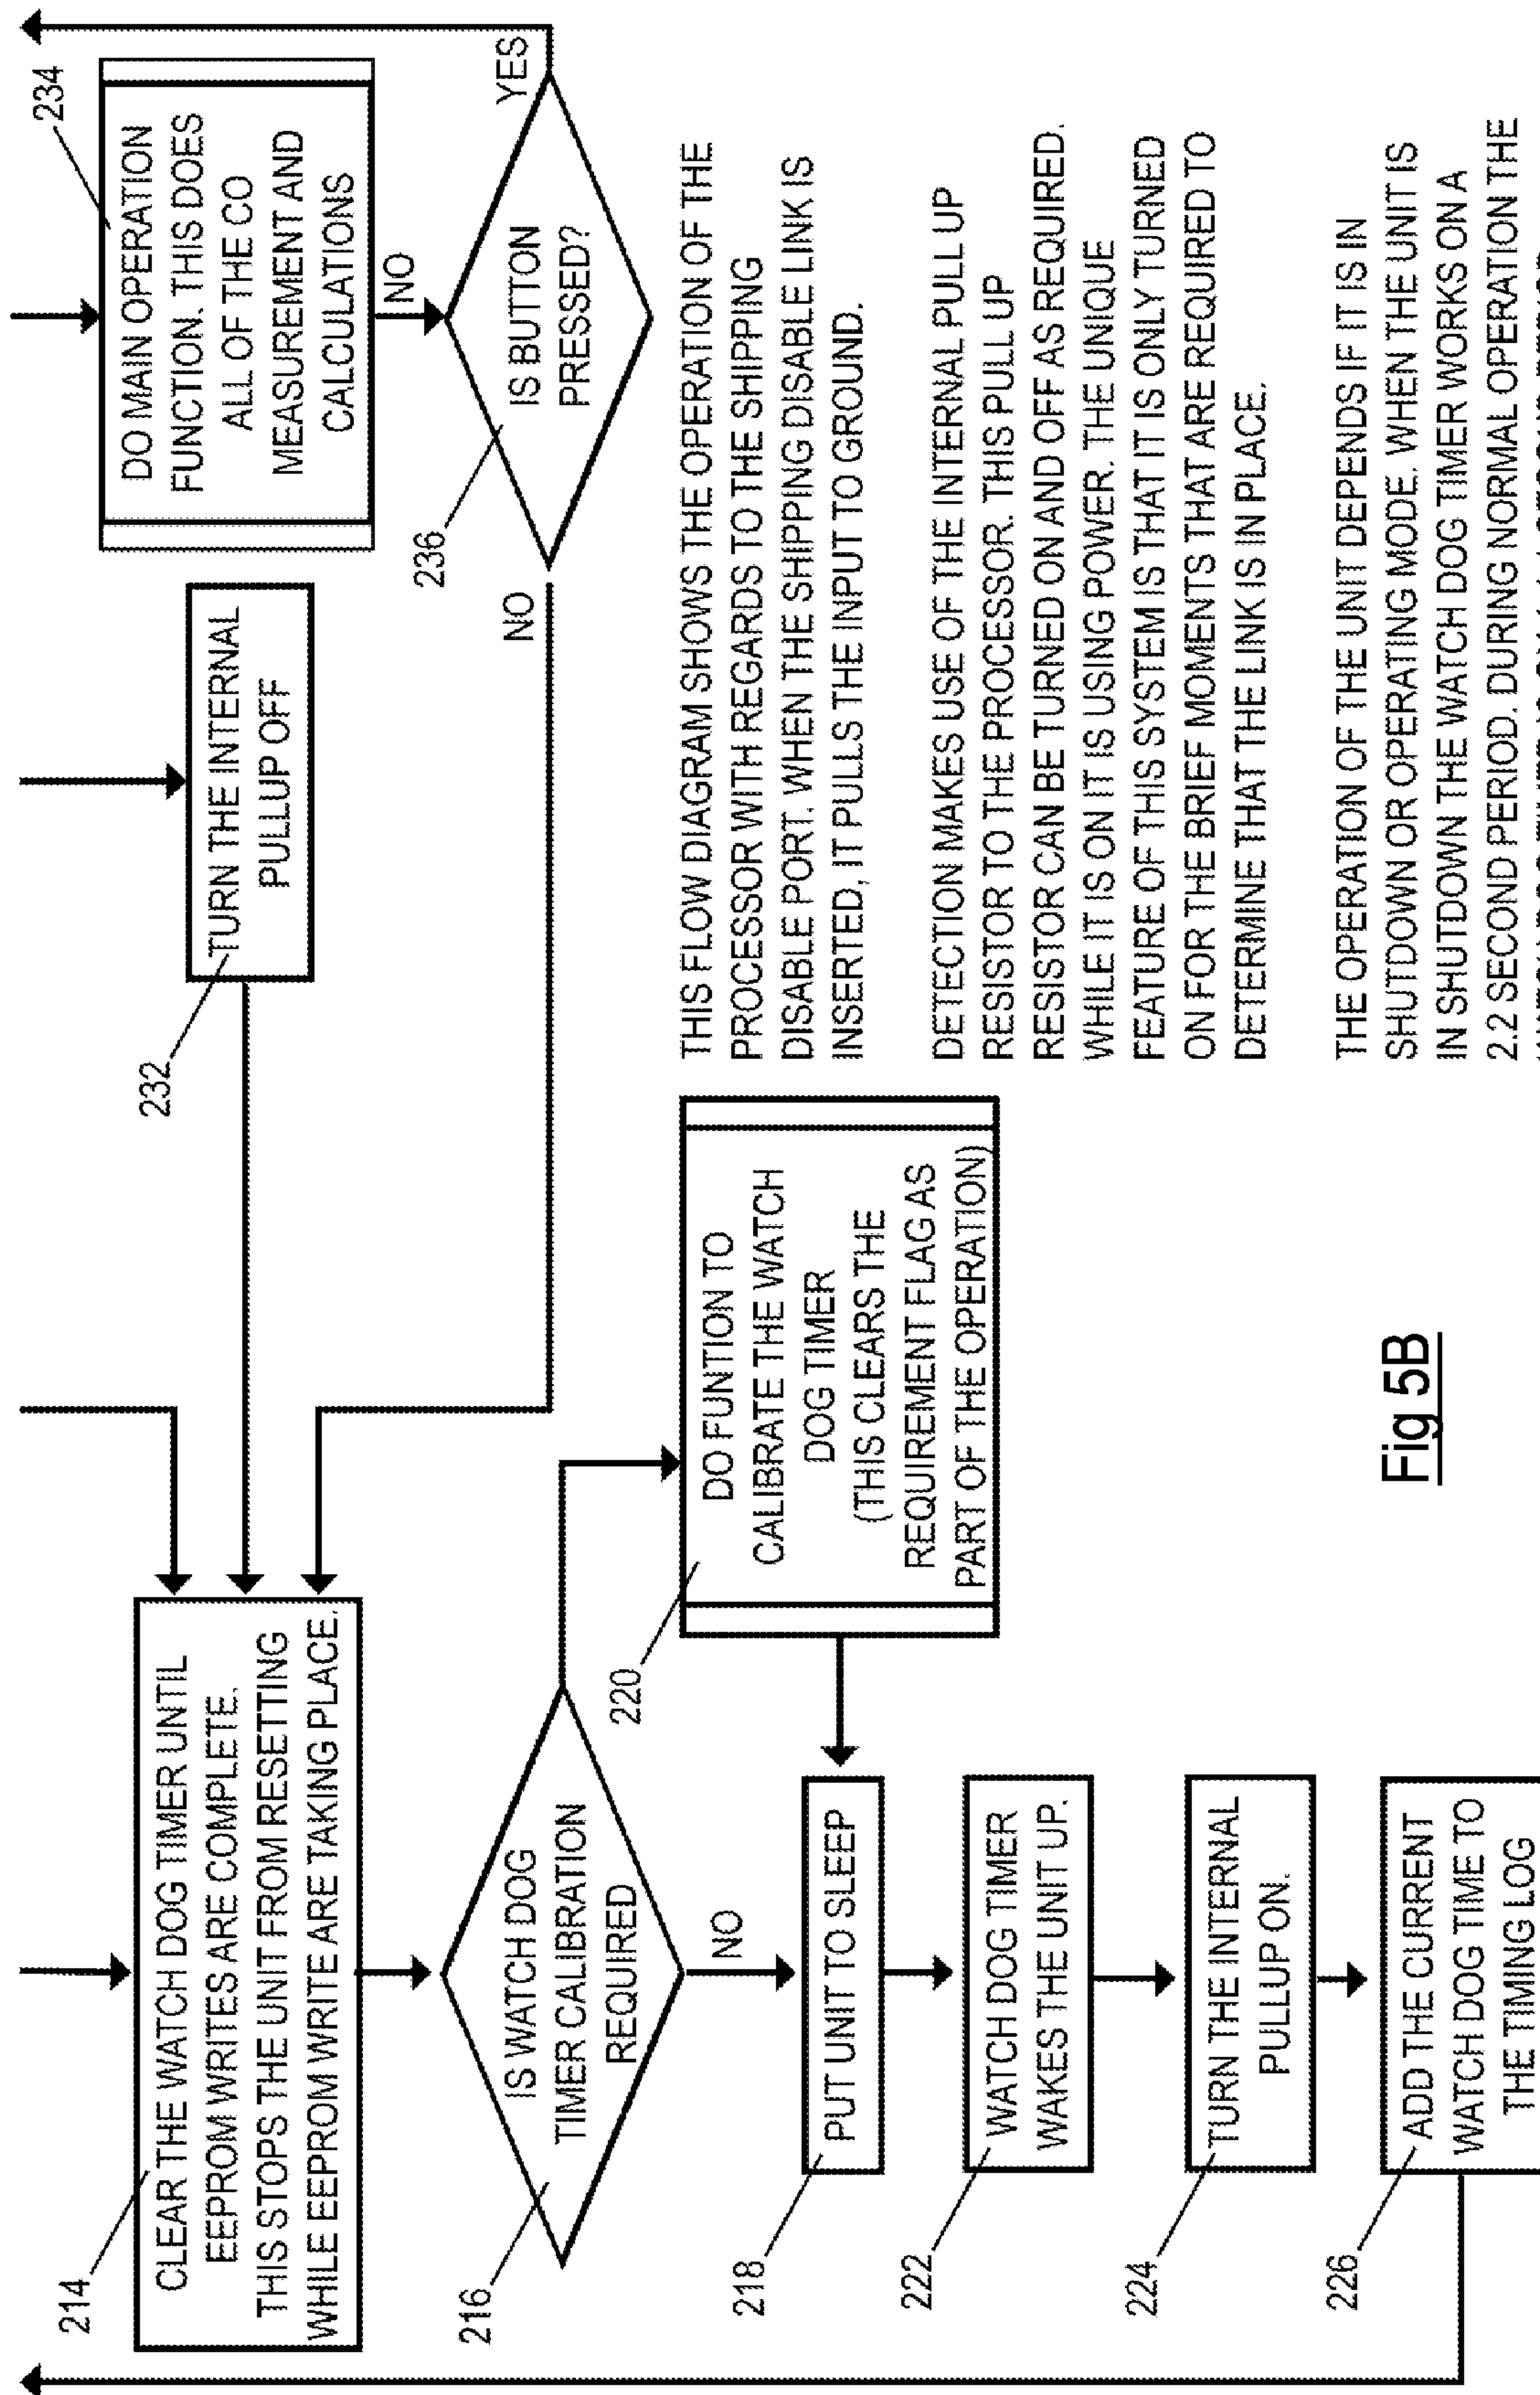 214
CLEAR THE WATCH DOG TIMER UNTIL
EEPROM WRITES ARE COMPLETE.
THIS STOPS THE UNIT FROM RESETTING
WHILE EEPROM WRITE ARE TAKING PLACE.
216
IS WATCH DOG
TIMER CALIBRATION
REQUIRED
NO
220
DO FUNTION TO
CALIBRATE THE WATCH
DOG TIMER
(THIS CLEARS THE
REQUIREMENT FLAG AS
PART OF THE OPERATION)
218
PUT UNIT TO SLEEP
222
WATCH DOG TIMER
WAKES THE UNIT UP.
224
TURN THE INTERNAL
PULLUP ON.
226
ADD THE CURRENT
WATCH DOG TIME TO
THE TIMING LOG
232
TURN THE INTERNAL
PULLUP OFF
234
DO MAIN OPERATION
FUNCTION. THIS DOES
ALL OF THE CO
MEASUREMENT AND
CALCULATIONS
NO
236
IS BUTTON
PRESSED?
YES
NO
THIS FLOW DIAGRAM SHOWS THE OPERATION OF THE
PROCESSOR WITH REGARDS TO THE SHIPPING
DISABLE PORT. WHEN THE SHIPPING DISABLE LINK IS
INSERTED, IT PULLS THE INPUT TO GROUND.
DETECTION MAKES USE OF THE INTERNAL PULL UP
RESISTOR TO THE PROCESSOR. THIS PULL UP
RESISTOR CAN BE TURNED ON AND OFF AS REQUIRED.
WHILE IT IS ON IT IS USING POWER. THE UNIQUE
FEATURE OF THIS SYSTEM IS THAT IT IS ONLY TURNED
ON FOR THE BRIEF MOMENTS THAT ARE REQUIRED TO
DETERMINE THAT THE LINK IS IN PLACE.
THE OPERATION OF THE UNIT DEPENDS IF IT IS IN
SHUTDOWN OR OPERATING MODE. WHEN THE UNIT IS
IN SHUTDOWN THE WATCH DOG TIMER WORKS ON A
2.2 SECOND PERIOD. DURING NORMAL OPERATION THE
Fig 5B